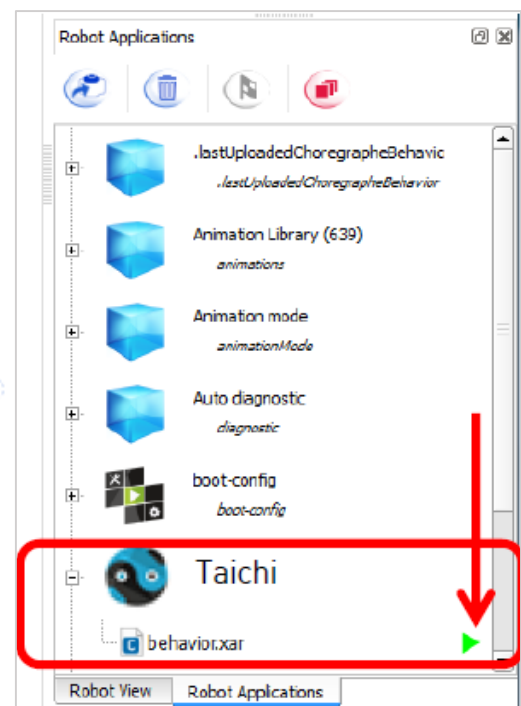 Robot Applications
.lastUploadedChoregrapheBehavic
.lastUploadedChoregrapheBehavior
Animation Library (639)
animations
Animation mode
animationMode
Auto diagnostic
diagnostic
boot-config
boot-config
Taichi
behavior.xar
Robot View
Robot Applications